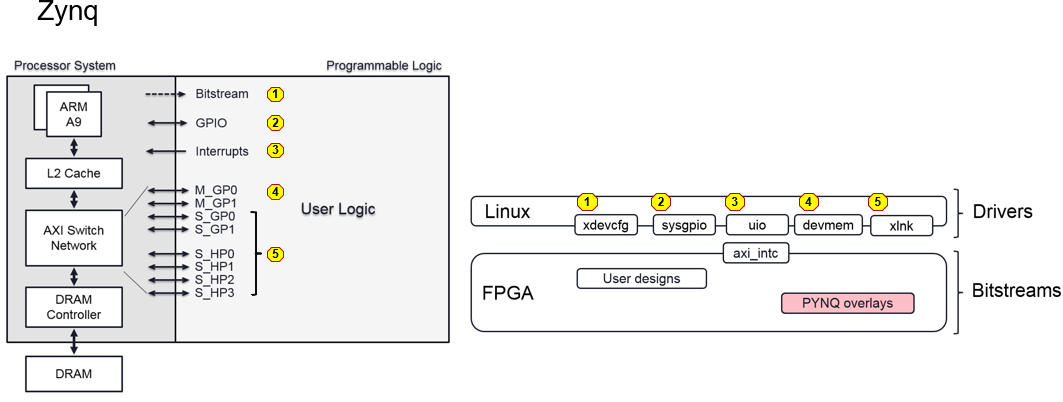 Zynq
Processor System
Programmable Logic
ARM
A9
L2 Cache
AXI Switch
Network
DRAM
Controller
DRAM
Bitstream 1
GPIO 2
Interrupts 3
M_GP0 4
M_GP1
S_GP0
S_GP1
S_HP0 5
S_HP1
S_HP2
S_HP3
User Logic
1 2 3 4 5
Linux
xdevcfg sysgpio uio devmem xlnk
Drivers
axi_intc
FPGA
User designs
PYNQ overlays
Bitstreams